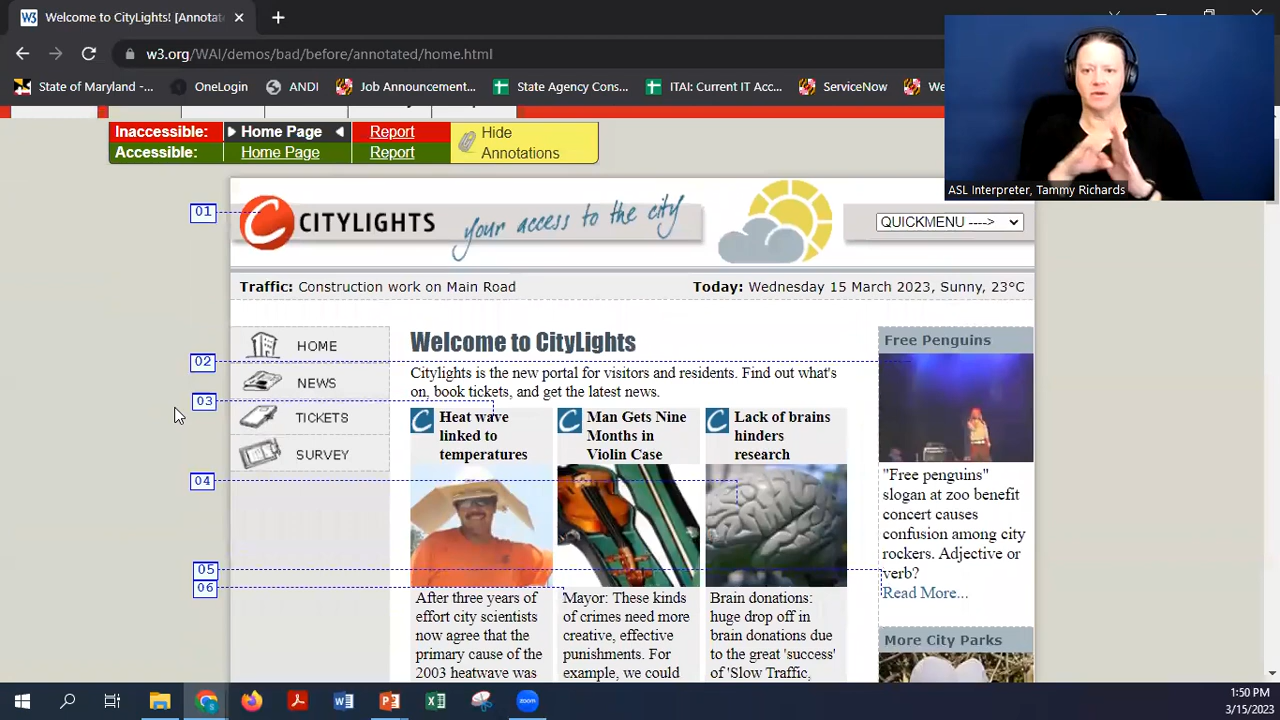 Welcome to CityLights! [Annotat
w3.org/WAI/demos/bad/before/annotated/home.html
State of Maryland -...
OneLogin
ANDI
Job Announcement...
State Agency Cons...
ITAI: Current IT Acc...
ServiceNow
We
ASL Interpreter, Tammy Richards
Inaccessible: Home Page Report
Accessible: Home Page Report
Hide
Annotations
01
CITYLIGHTS
your access to the city
QUICKMENU ---->
Traffic: Construction work on Main Road
Today: Wednesday 15 March 2023, Sunny, 23°C
HOME
NEWS
TICKETS
SURVEY
02
03
04
05
06
Welcome to CityLights
Citylights is the new portal for visitors and residents. Find out what's
on, book tickets, and get the latest news.
Heat wave
linked to
temperatures
After three years of
effort city scientists
now agree that the
primary cause of the
2003 heatwave was
Man Gets Nine
Months in
Violin Case
Mayor: These kinds
of crimes need more
creative, effective
punishments. For
example, we could
Lack of brains
hinders
research
Brain donations:
huge drop off in
brain donations due
to the great 'success'
of 'Slow Traffic,
Free Penguins
"Free penguins"
slogan at zoo benefit
concert causes
confusion among city
rockers. Adjective or
verb?
Read More...
More City Parks
zoom
1:50 PM
3/15/2023